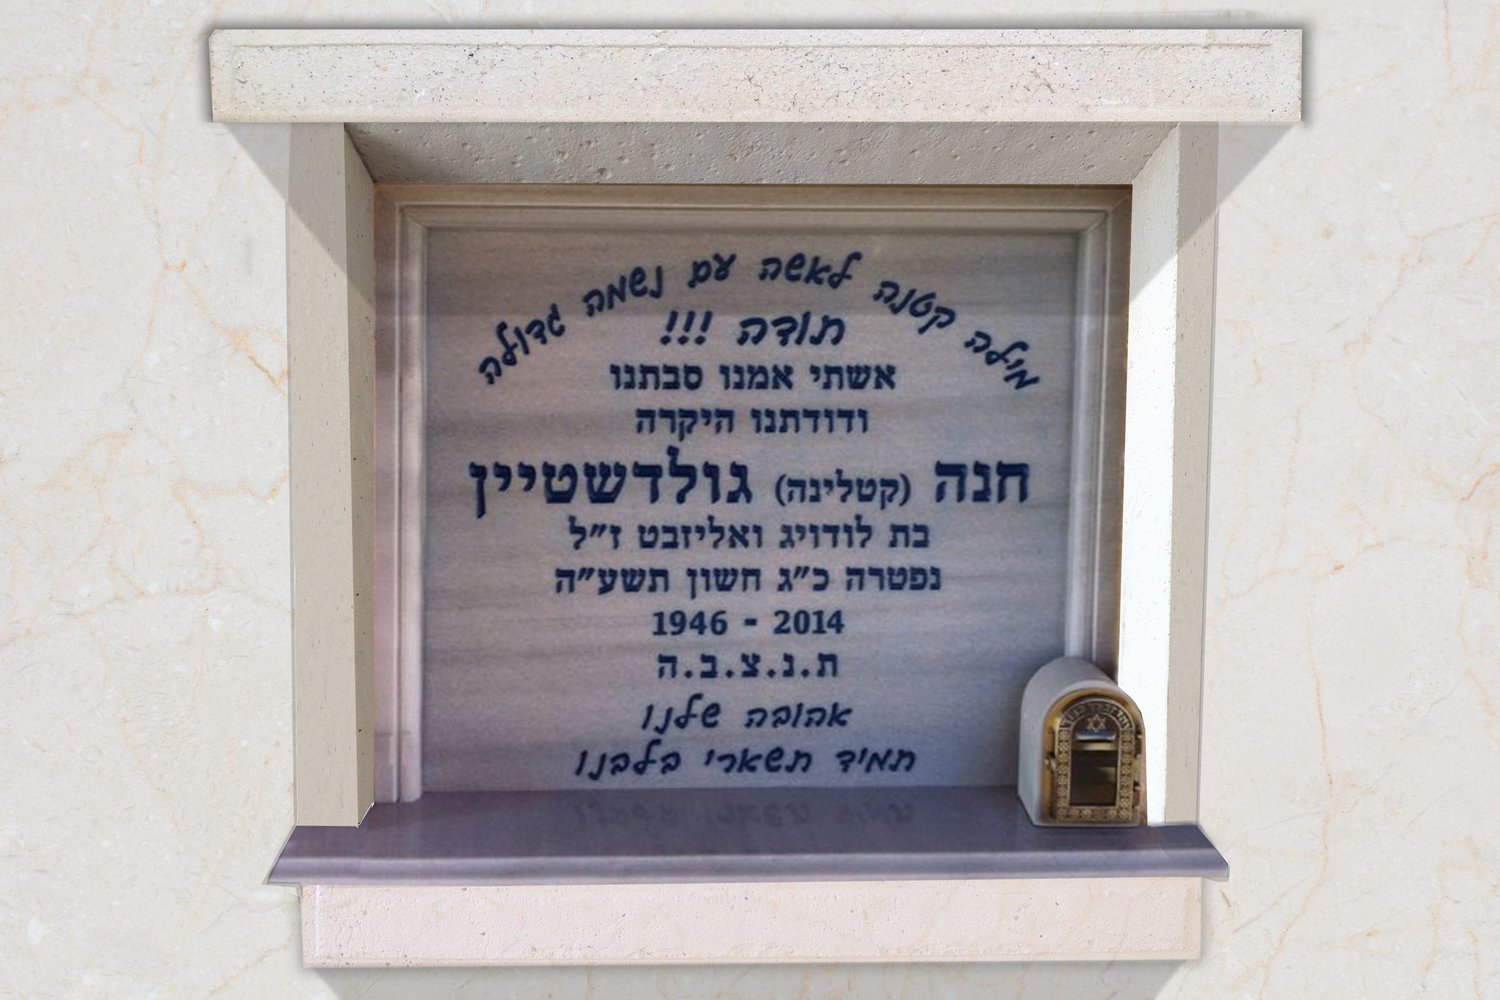 מילה קטנה לאשה עם נשמה גדולה
תודה !!!
אשתי אמנו סבתנו
ודודתנו היקרה
חנה (קטלינה) גולדשטיין
בת לודויג ואליזבט ז"ל
נפטרה כ"ג חשון תשע"ה
1946 - 2014
ת.נ.צ.ב.ה
אהובה שלנו
תמיד תשארי בלבנו